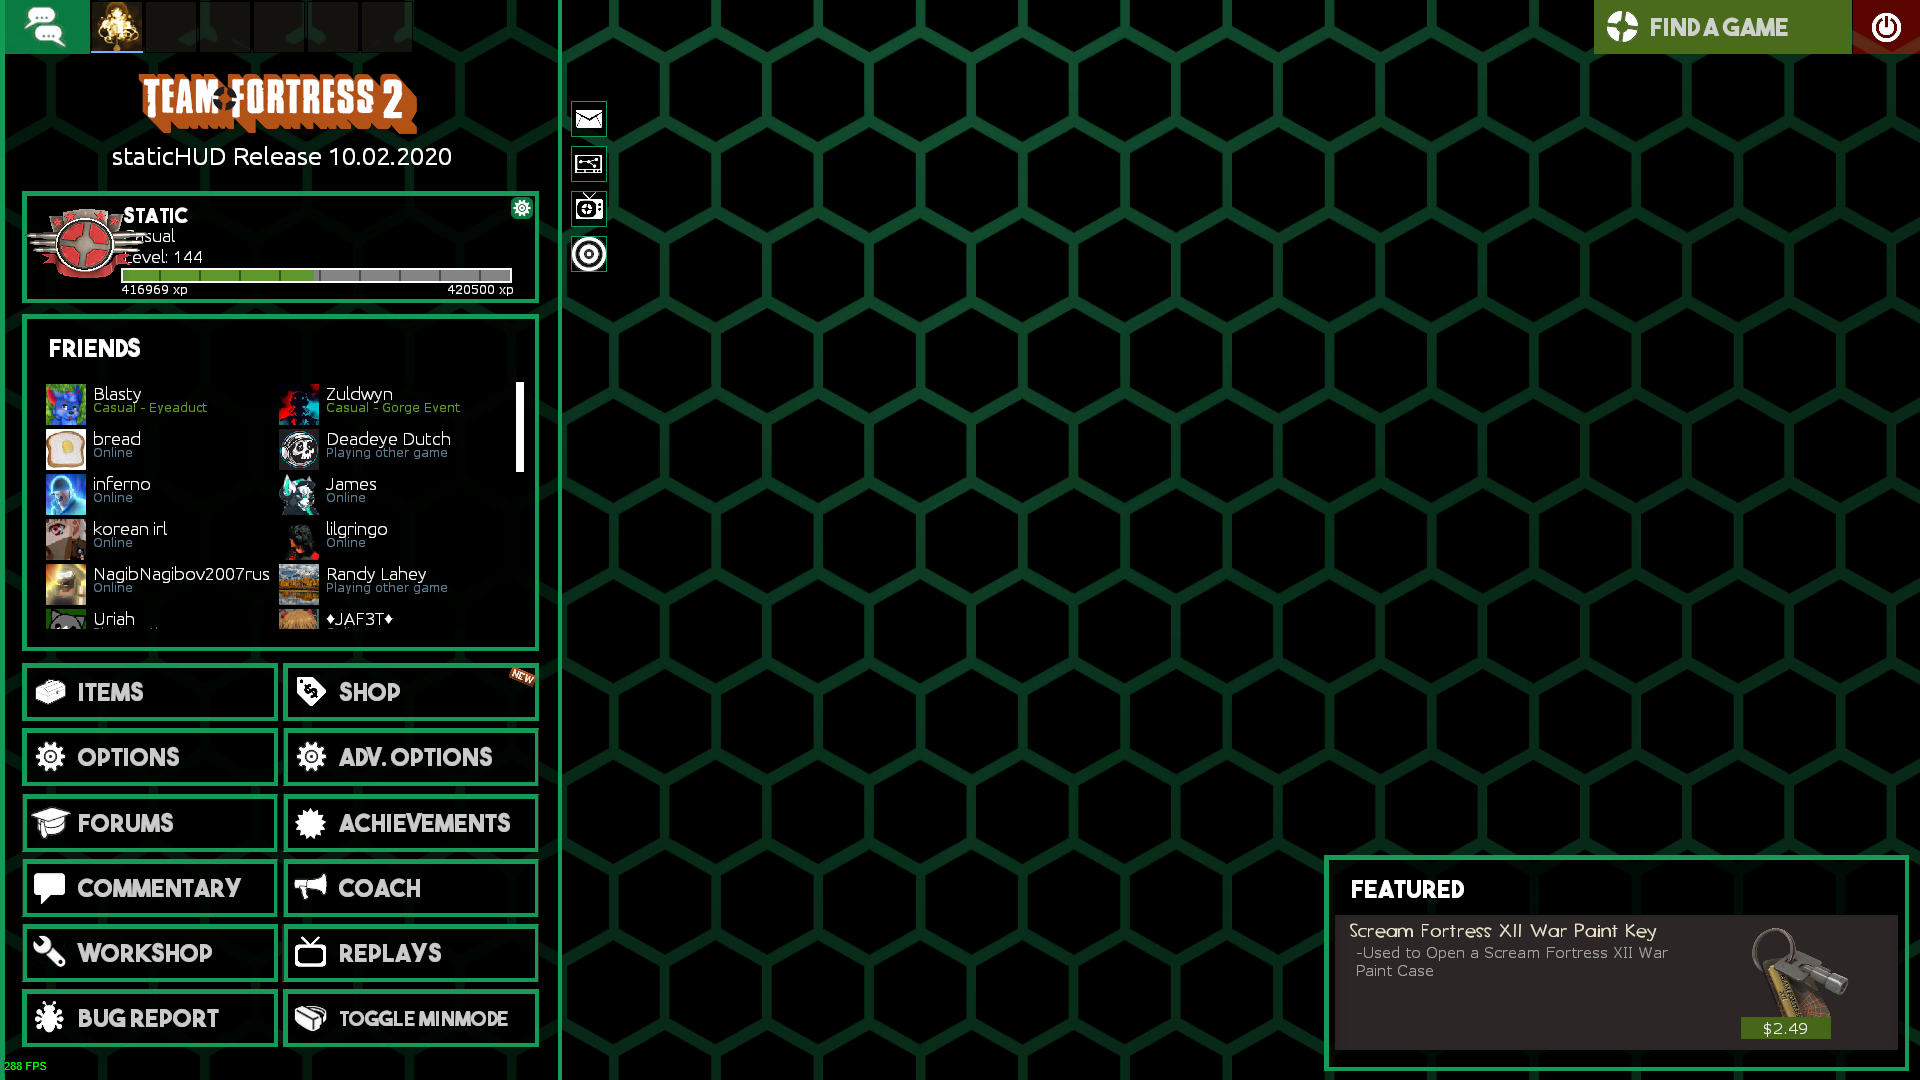 FIND A GAME
TEAM FORTRESS 2
staticHUD Release 10.02.2020
STATIC
Casual
Level: 144
416969 xp
420500 xp
FRIENDS
Blasty
Casual - Eyeaduct
Zuldwyn
Casual - Gorge Event
bread
Online
Deadeye Dutch
Playing other game
inferno
Online
James
Online
korean irl
Online
lilgringo
Online
NagibNagibov2007rus
Online
Randy Lahey
Playing other game
Uriah
♦JAF3T♦
ITEMS
SHOP
NEW
OPTIONS
ADV. OPTIONS
FORUMS
ACHIEVEMENTS
COMMENTARY
COACH
WORKSHOP
REPLAYS
BUG REPORT
TOGGLE MINMODE
FEATURED
Scream Fortress XII War Paint Key
-Used to Open a Scream Fortress XII War
Paint Case
$2.49
288 FPS